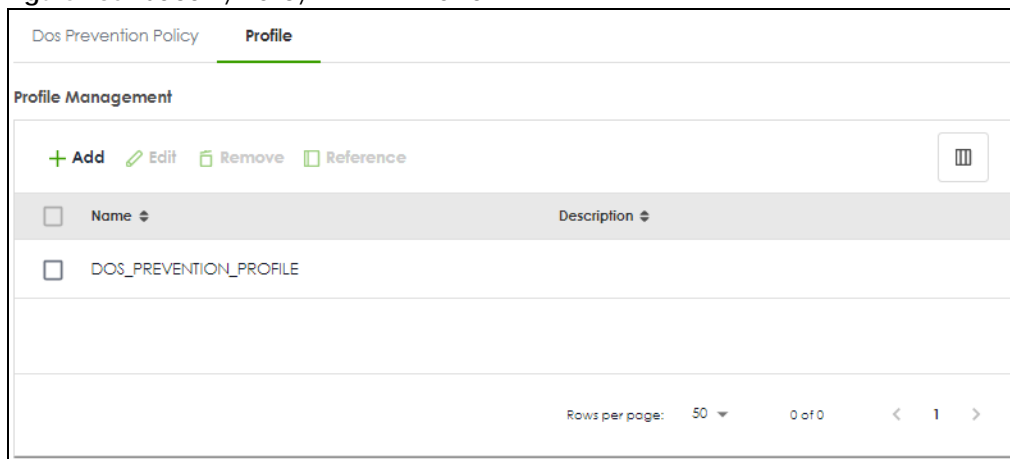 Dos Prevention Policy Profile
Profile Management
Add Edit Remove Reference
Name Description
DOS_PREVENTION_PROFILE
Rows per page: 50 0 of 0 < 1 >